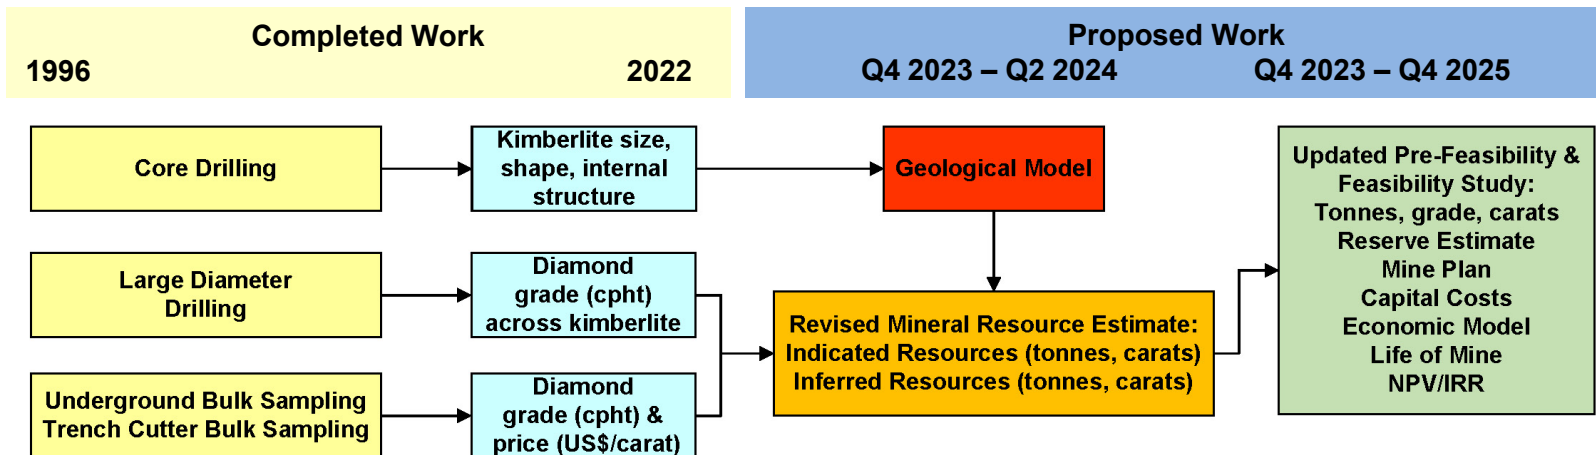 Completed Work
1996
2022
Proposed Work
Q4 2023 – Q2 2024
Q4 2023 – Q4 2025
Core Drilling
Kimberlite size,
shape, internal
structure
Geological Model
Large Diameter
Drilling
Diamond
grade (cpht)
across kimberlite
Underground Bulk Sampling
Trench Cutter Bulk Sampling
Diamond
grade (cpht) &
price (US$/carat)
Revised Mineral Resource Estimate:
Indicated Resources (tonnes, carats)
Inferred Resources (tonnes, carats)
Updated Pre-Feasibility &
Feasibility Study:
Tonnes, grade, carats
Reserve Estimate
Mine Plan
Capital Costs
Economic Model
Life of Mine
NPV/IRR